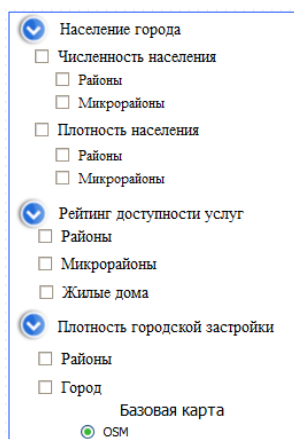 Население города
Численность населения
Районы
Микрорайоны
Плотность населения
Районы
Микрорайоны
Рейтинг доступности услуг
Районы
Микрорайоны
Жилые дома
Плотность городской застройки
Районы
Город
Базовая карта
OSM